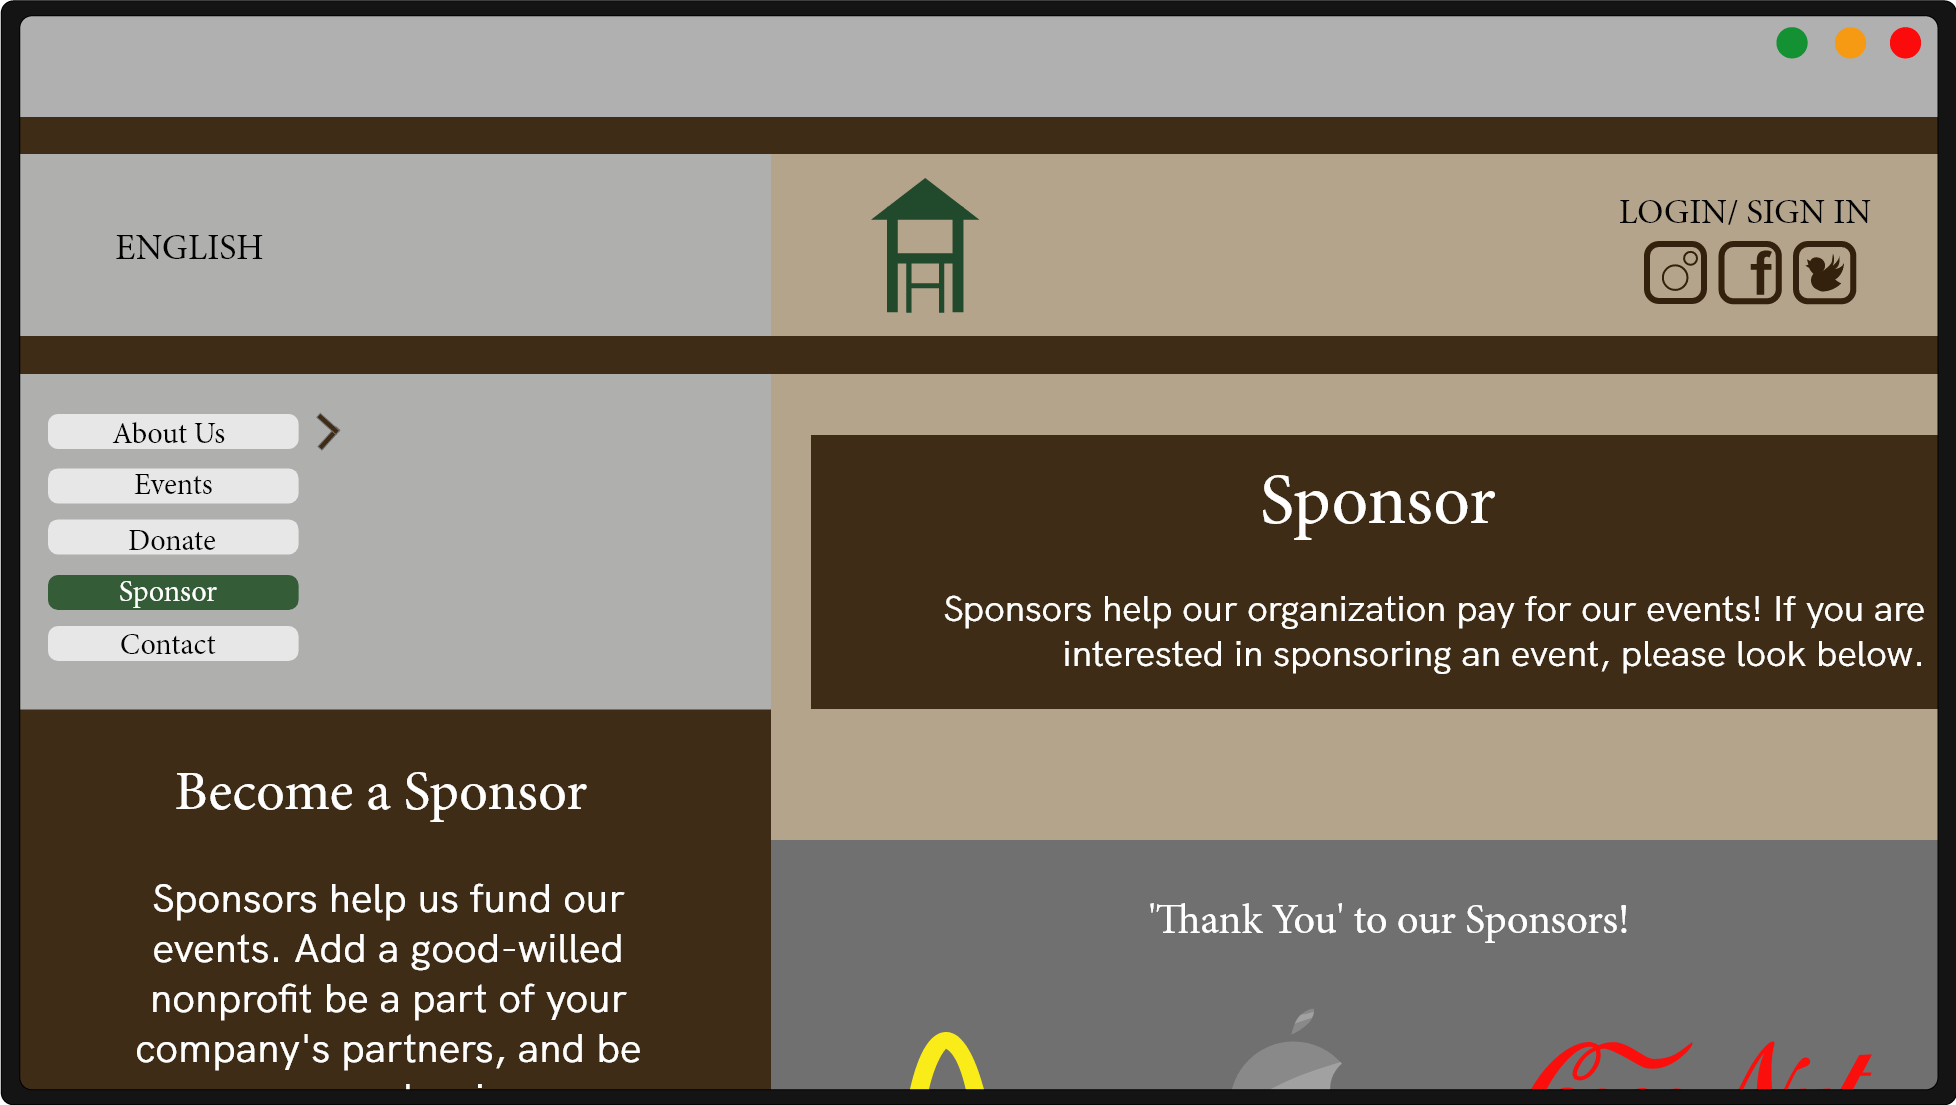 ENGLISH
LOGIN/ SIGN IN
About Us
Events
Donate
Sponsor
Contact
Sponsor
Sponsors help our organization pay for our events! If you are
interested in sponsoring an event, please look below.
Become a Sponsor
Sponsors help us fund our
events. Add a good-willed
nonprofit be a part of your
company's partners, and be
'Thank You' to our Sponsors!